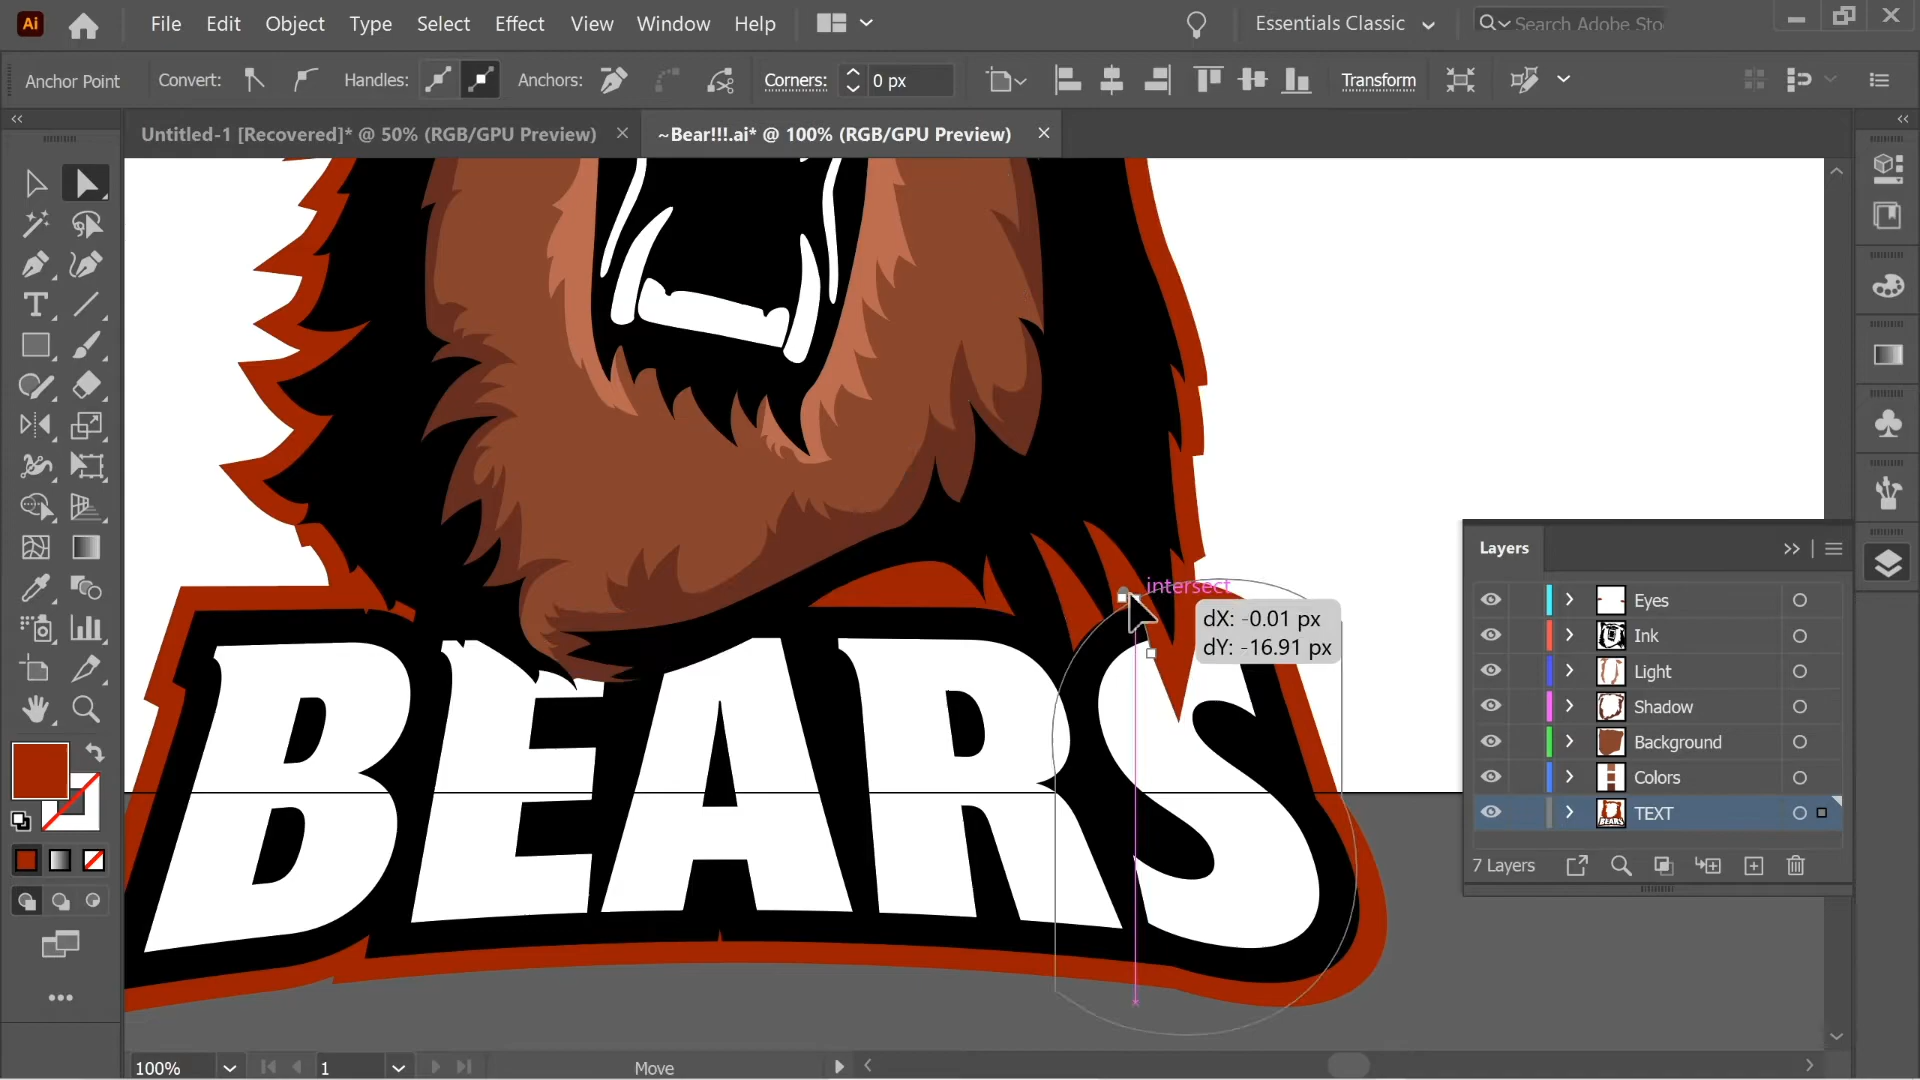 Ai File Edit Object Type Select Effect View Window Help Essentials Classic Search Adobe Sto
Anchor Point Convert: Handles: Anchors: Corners: 0 px Transform
Untitled-1 [Recovered]* @ 50% (RGB/GPU Preview) ~Bear!!!.ai* @ 100% (RGB/GPU Preview)
Layers
Eyes
Ink
Light
Shadow
Background
Colors
TEXT
7 Layers
intersect
dX: -0.01 px
dY: -16.91 px
BEARS
100% 1 Move